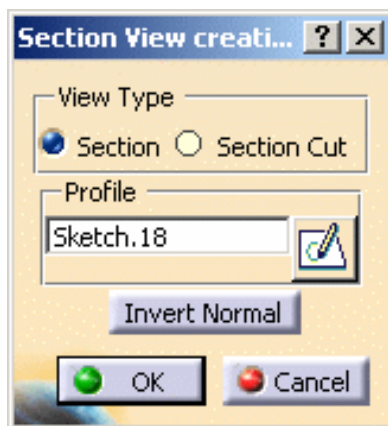 Section View creati...
View Type
Section Section Cut
Profile
Sketch.18
Invert Normal
OK Cancel